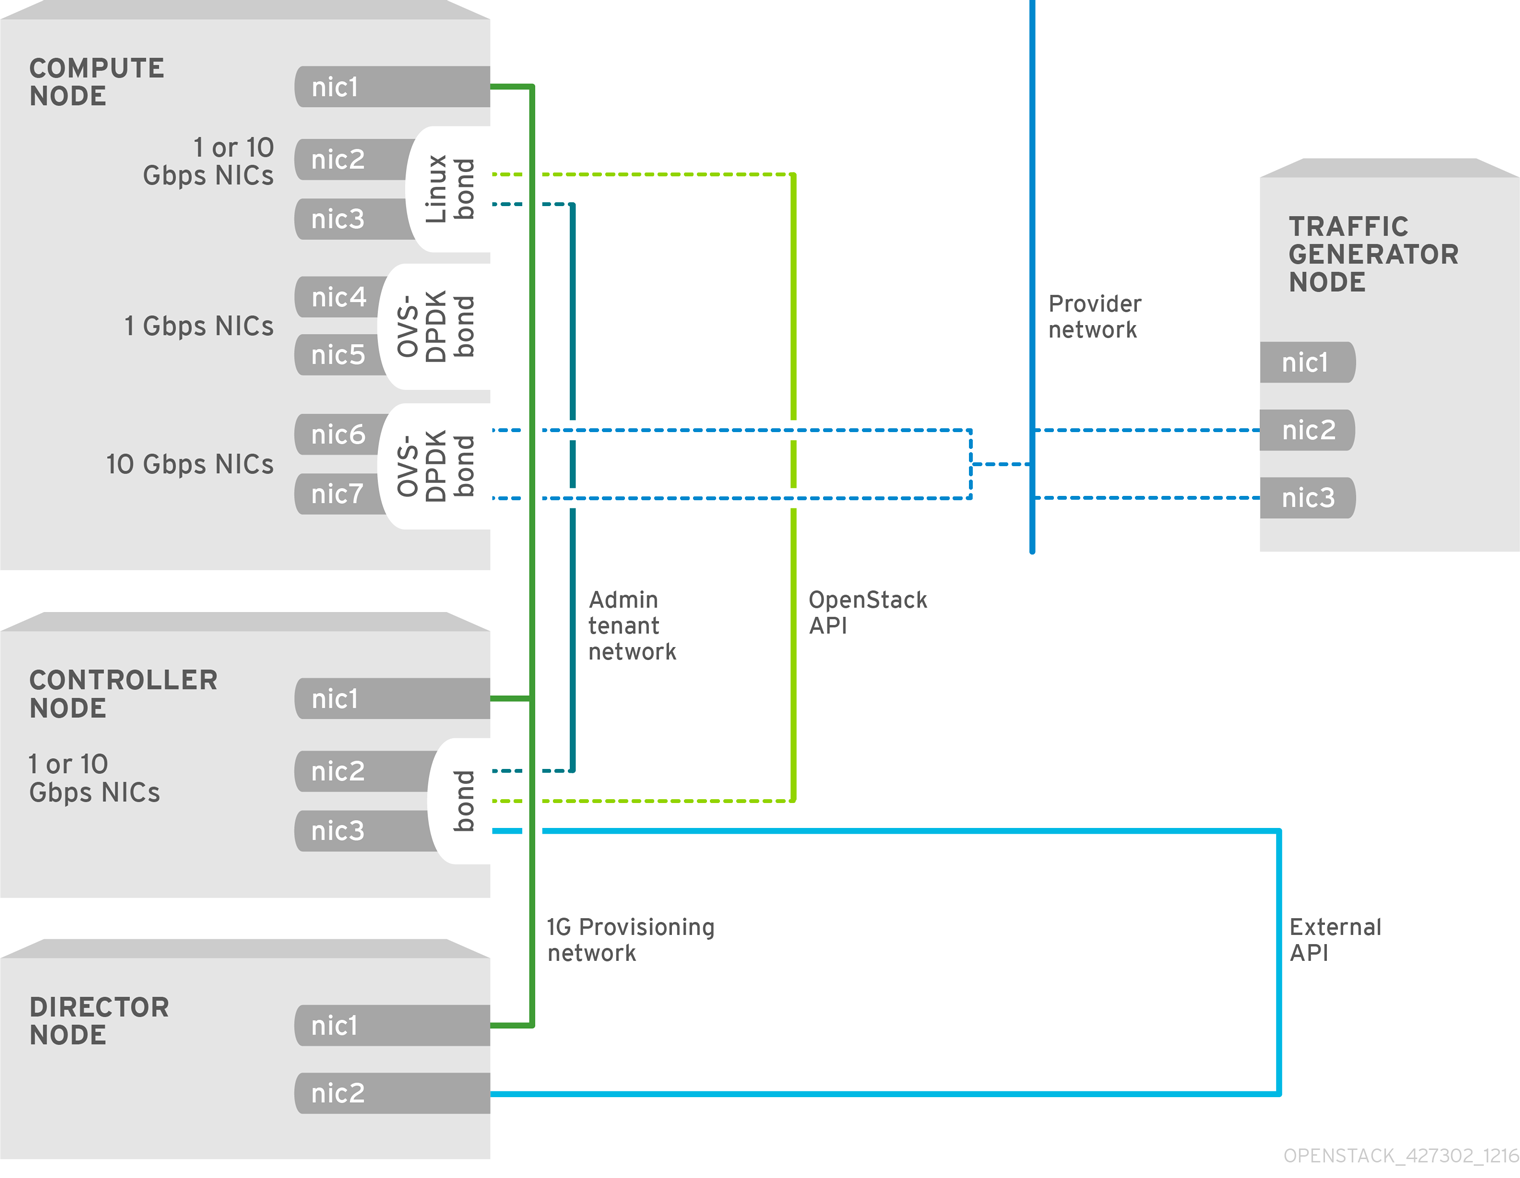 COMPUTE
NODE
nic1
1 or 10
Gbps NICs
nic2
nic3
Linux
bond
1 Gbps NICs
nic4
nic5
OVS-
DPDK
bond
10 Gbps NICs
nic6
nic7
OVS-
DPDK
bond
Provider
network
TRAFFIC
GENERATOR
NODE
nic1
nic2
nic3
Admin
tenant
network
OpenStack
API
CONTROLLER
NODE
nic1
1 or 10
Gbps NICs
nic2
nic3
bond
1G Provisioning
network
External
API
DIRECTOR
NODE
nic1
nic2
OPENSTACK_427302_1216